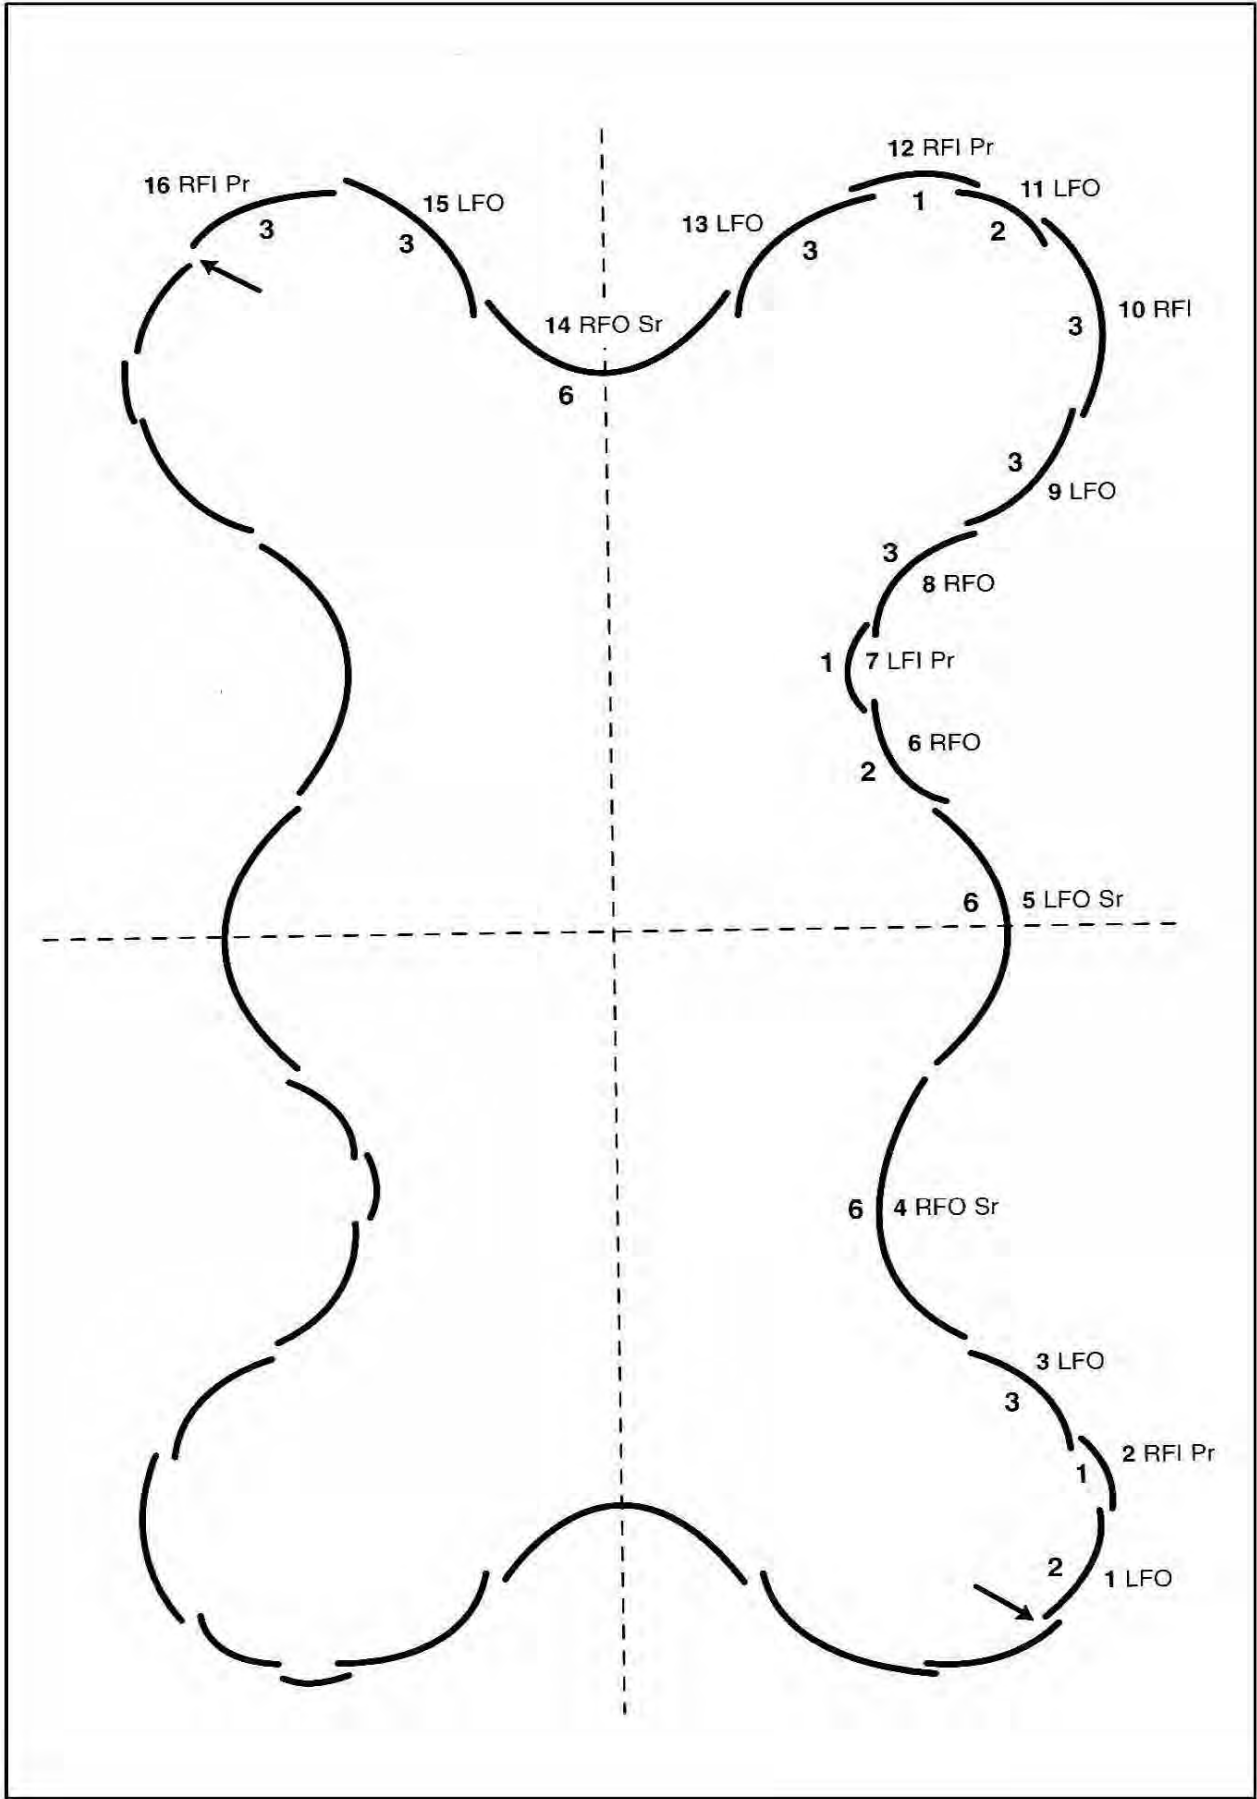 12 RFI Pr
16 RFI Pr
11 LFO
15 LFO
1
13 LFO
3
2
3
3
10 RFI
14 RFO Sr
3
6
3
9 LFO
3
8 RFO
1
7 LFI Pr
6 RFO
2
6
5 LFO Sr
6
4 RFO Sr
3 LFO
3
2 RFI Pr
1
2
1 LFO